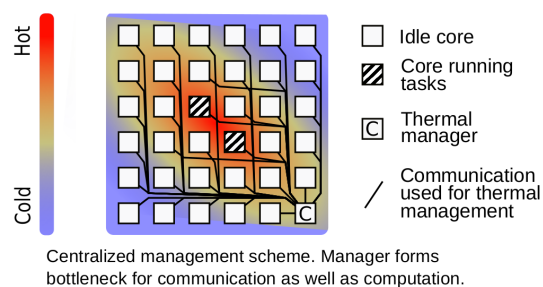 Hot
Cold
Idle core
Core running
tasks
C
Thermal
manager
Communication
used for thermal
management
C
Centralized management scheme. Manager forms
bottleneck for communication as well as computation.